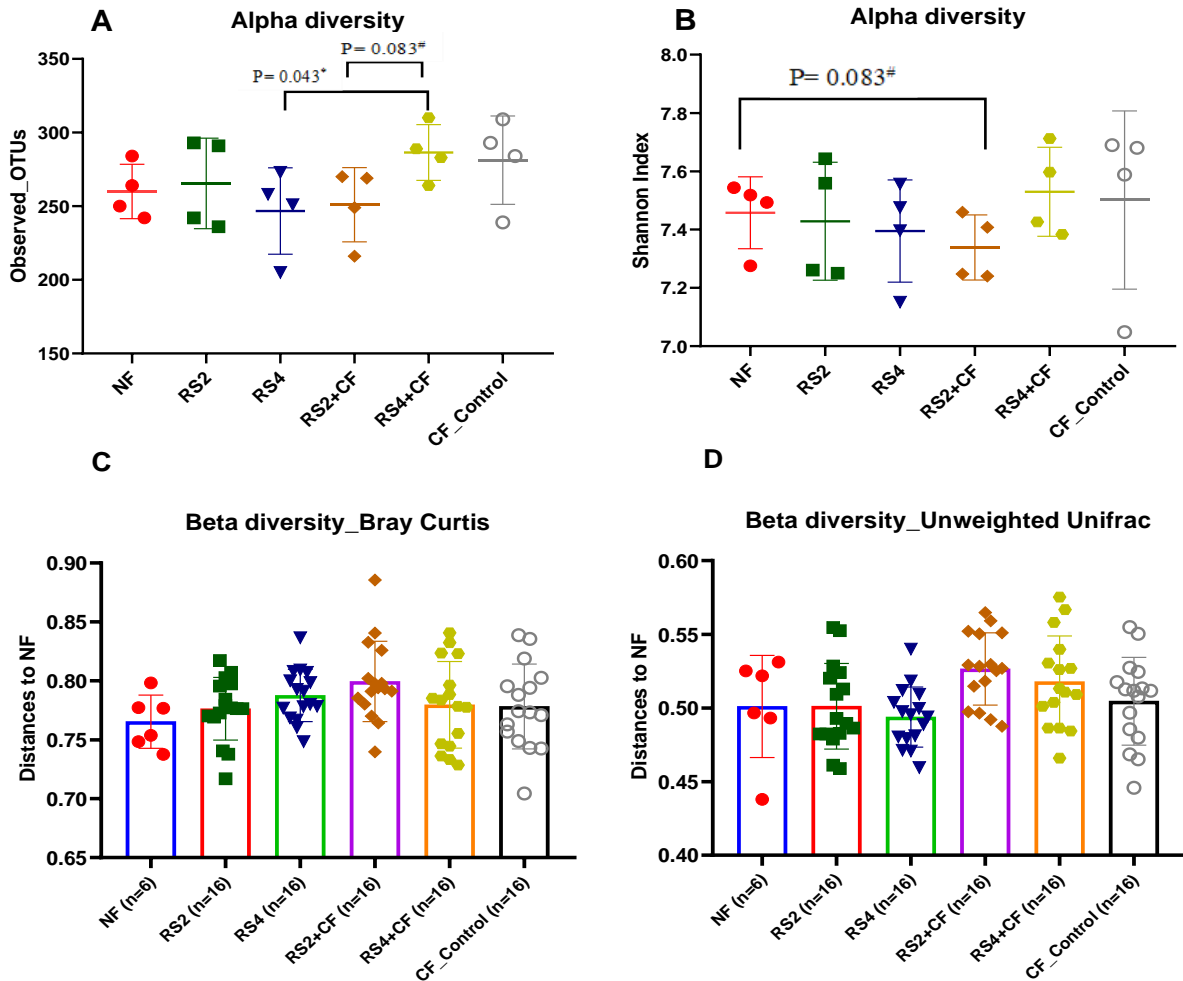 A
Alpha diversity
P= 0.083#
P= 0.043*
Observed_OTUs
350
300
250
200
150
NF
RS2
RS4
RS2+CF
RS4+CF
CF_Control
B
Alpha diversity
P= 0.083#
Shannon Index
8.0
7.8
7.6
7.4
7.2
7.0
NF
RS2
RS4
RS2+CF
RS4+CF
CF_Control
C
Beta diversity_Bray Curtis
Distances to NF
0.90
0.85
0.80
0.75
0.70
0.65
NF (n=6)
RS2 (n=16)
RS4 (n=16)
RS2+CF (n=16)
RS4+CF (n=16)
CF_Control (n=16)
D
Beta diversity_Unweighted Unifrac
Distances to NF
0.60
0.55
0.50
0.45
0.40
NF (n=6)
RS2 (n=16)
RS4 (n=16)
RS2+CF (n=16)
RS4+CF (n=16)
CF_Control (n=16)